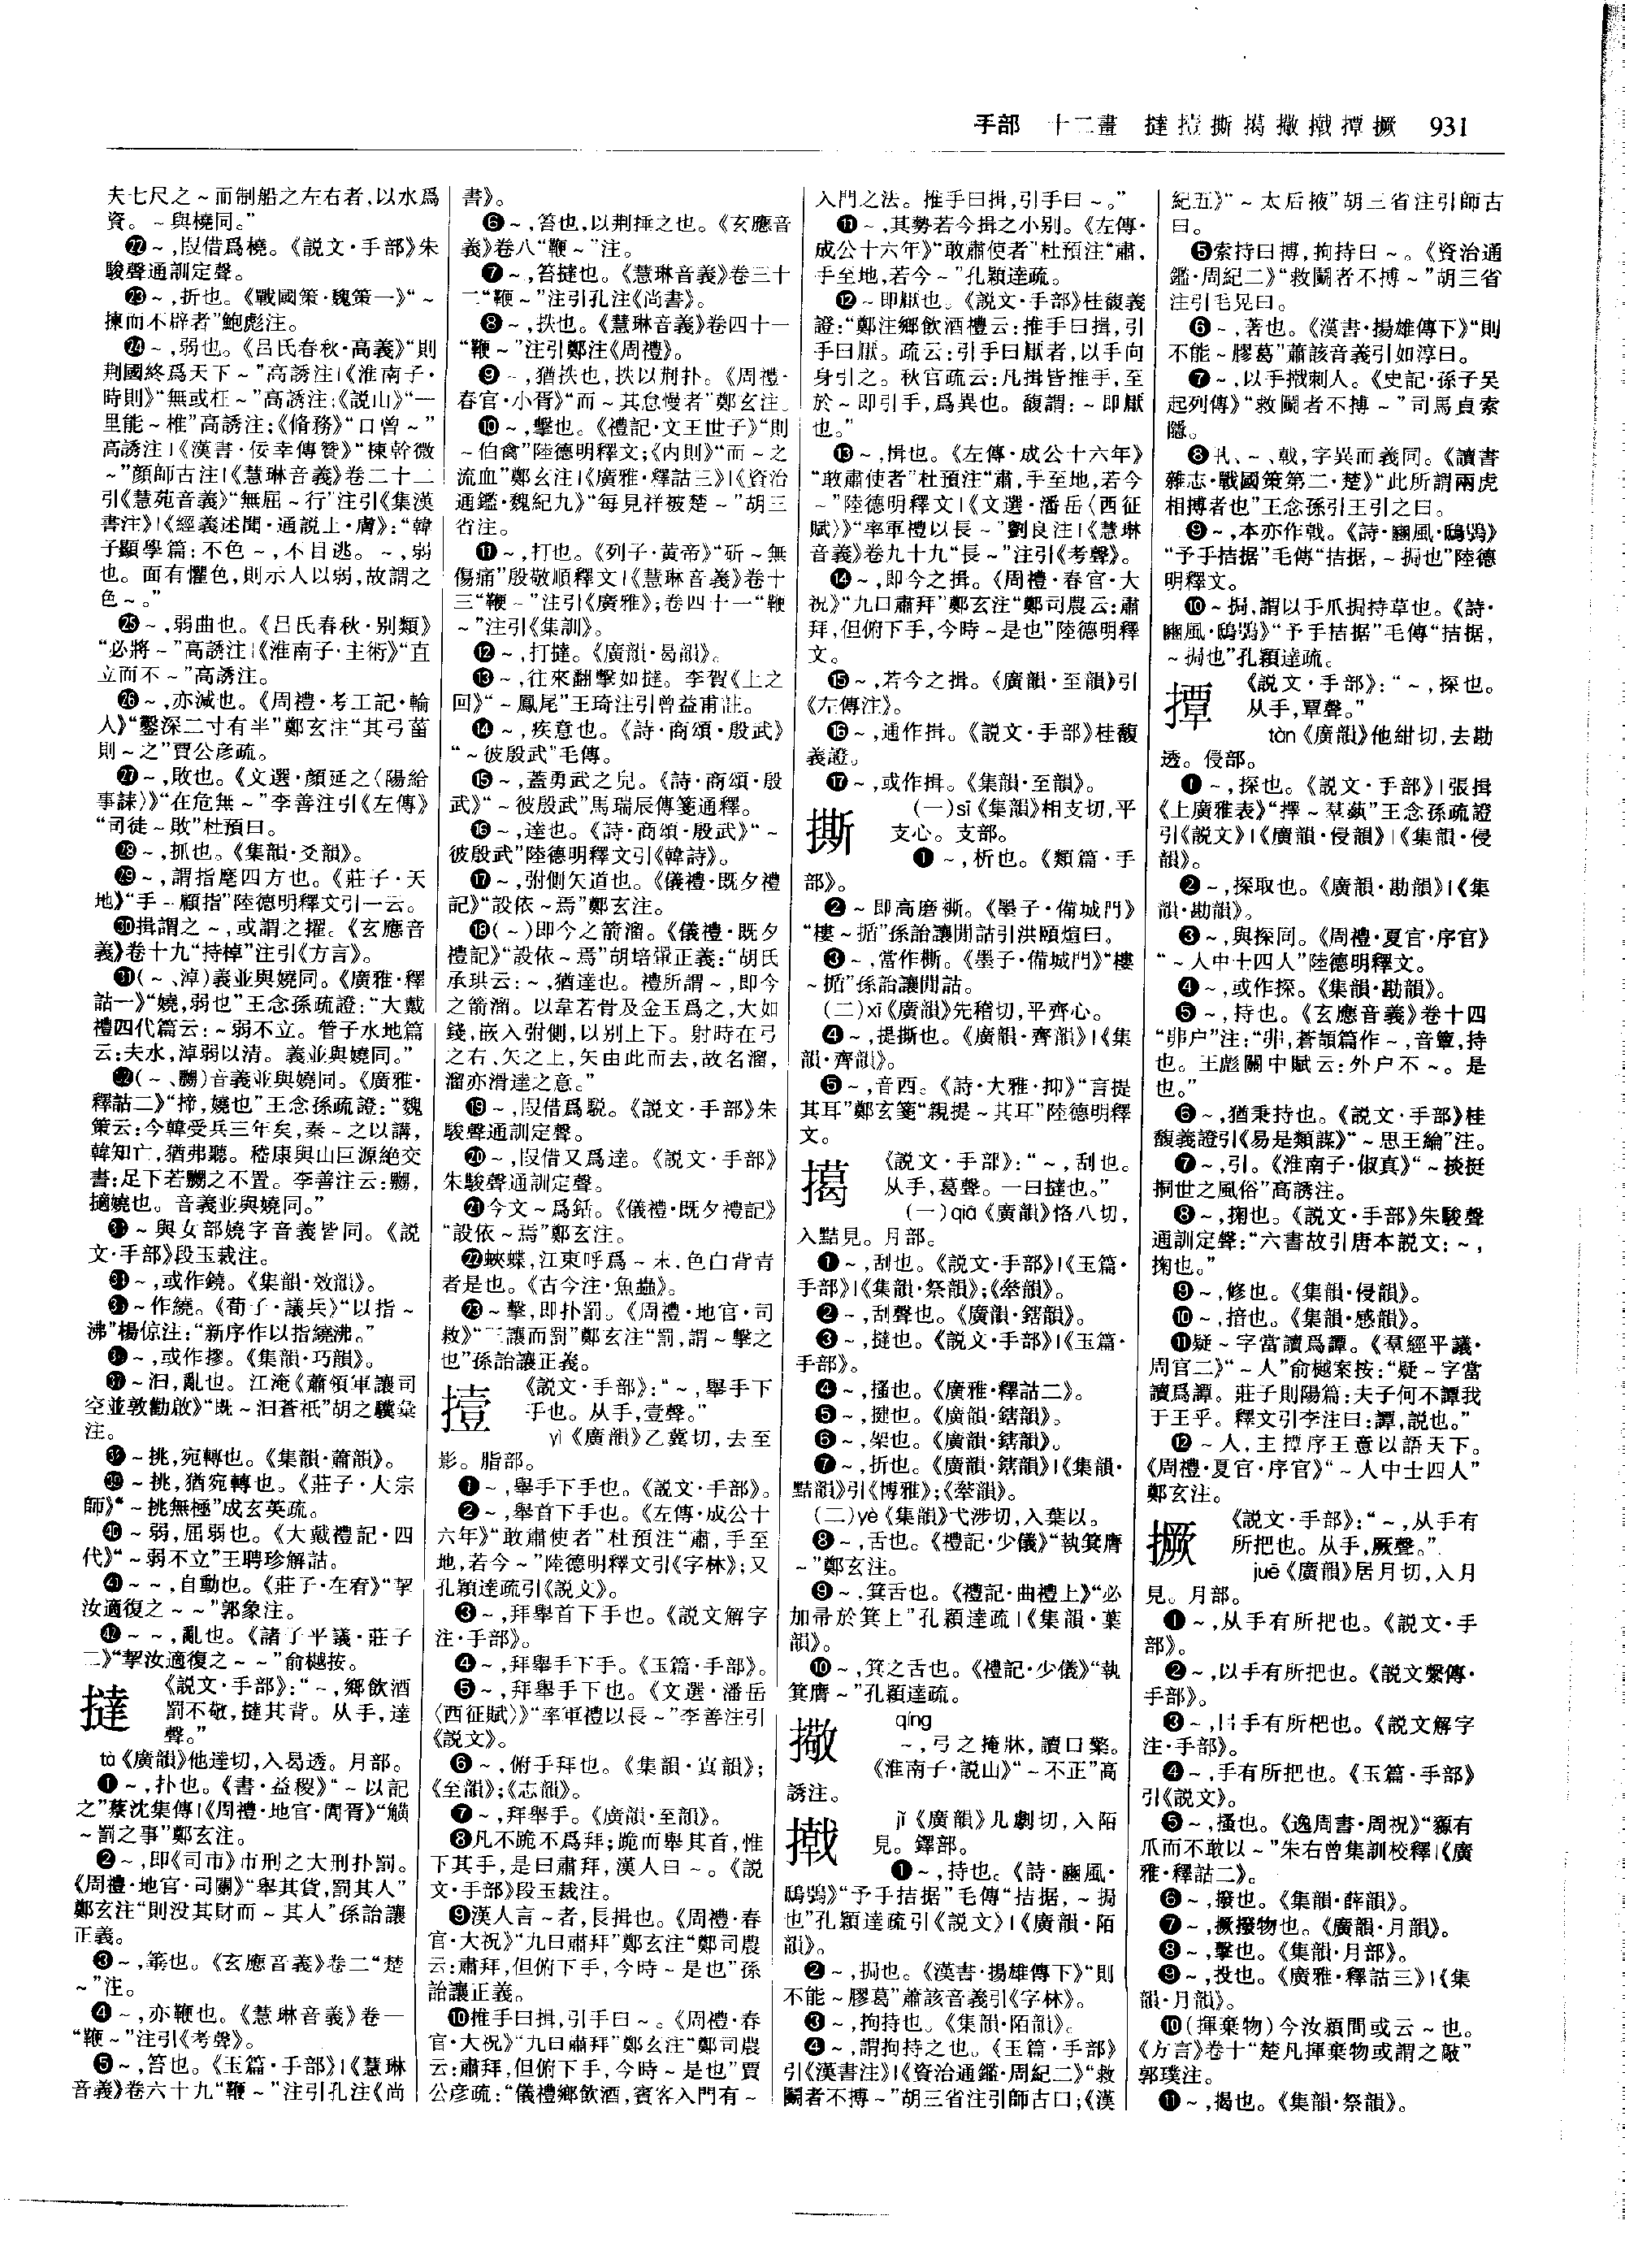 手部　十二畫　撻撎撕擖撽撠撢撅　931
夫七尺之～而制船之左右者，以水爲
資。～與橈同。”
㉒～，叚借爲橈。《説文·手部》朱
駿聲通訓定聲。
㉓～，折也。《戰國策·魏策一》“～
揀而不辟者”鮑彪注。
㉔～，弱也。《吕氏春秋·高義》“則
荆國終爲天下～”高誘注｜《淮南子·
時則》“無或枉～”高誘注；《説山》“一
里能～椎”高誘注；《脩務》“口曾～”
高誘注｜《漢書·佞幸傳贊》“棟幹微
～”顔師古注｜《慧琳音義》卷二十二
引《慧苑音義》“無屈～行”注引《集漢
書注》｜《經義述聞·通説上·膚》：“韓
子顯學篇：不色～，不目逃。～，弱
也。面有懼色，則示人以弱，故謂之
色～。”
㉕～，弱曲也。《吕氏春秋·别類》
“必將～”高誘注｜《淮南子·主術》“直
立而不～”高誘注。
㉖～，亦減也。《周禮·考工記·輪
人》“鑿深二寸有半”鄭玄注“其弓菑
則～之”賈公彦疏。
㉗～，敗也。《文選·顔延之〈陽給
事誄〉》“在危無～”李善注引《左傳》
“司徒～敗”杜預曰。
㉘～，抓也。《集韻·爻韻》。
㉙～，謂指麾四方也。《莊子·天
地》“手～顧指”陸德明釋文引一云。
㉚揖謂之～，或謂之櫂。《玄應音
義》卷十九“持棹”注引《方言》。
㉛（～、淖）義並與嬈同。《廣雅·釋
詁一》“嬈，弱也”王念孫疏證：“大戴
禮四代篇云：～弱不立。管子水地篇
云：夫水，淖弱以清。義並與嬈同。”
㉜（～、嬲）音義並與嬈同。《廣雅·
釋詁二》“㨖，嬈也”王念孫疏證：“魏
策云：今韓受兵三年矣，秦～之以講，
韓知亡，猶弗聽。嵇康與山巨源絶交
書：足下若嬲之不置。李善注云：嬲，
擿嬈也。音義並與嬈同。”
㉝～與女部嬈字音義皆同。《説
文·手部》段玉裁注。
㉞～，或作鐃。《集韻·效韻》。
㉟～作繞。《荀子·議兵》“以指～
沸”楊倞注：“新序作以指繞沸。”
㊱～，或作摎。《集韻·巧韻》。
㊲～汩，亂也。江淹《蕭領軍讓司
空並敦勸啟》“既～汩蒼祇”胡之驥彙
注。
㊳～挑，宛轉也。《集韻·蕭韻》。
㊴～挑，猶宛轉也。《莊子·大宗
師》“～挑無極”成玄英疏。
㊵～弱，屈弱也。《大戴禮記·四
代》“～弱不立”王聘珍解詁。
㊶～～，自動也。《莊子·在宥》“挈
汝適復之～～”郭象注。
㊷～～，亂也。《諸子平議·莊子
二》“挈汝適復之～～”俞樾按。
撻　《説文·手部》：“～，鄉飲酒
罰不敬，撻其背。从手，達
聲。”
tà《廣韻》他達切，入曷透。月部。
❶～，扑也。《書·益稷》“～以記
之”蔡沈集傳｜《周禮·地官·閭胥》“觵
～罰之事”鄭玄注。
❷～，即《司市》市刑之大刑扑罰。
《周禮·地官·司關》“舉其貨，罰其人”
鄭玄注“則没其財而～其人”孫詒讓
正義。
❸～，箠也。《玄應音義》卷二“楚
～”注。
❹～，亦鞭也。《慧琳音義》卷一
“鞭～”注引《考聲》。
❺～，笞也。《玉篇·手部》｜《慧琳
音義》卷六十九“鞭～”注引孔注《尚
書》。
❻～，笞也，以荆捶之也。《玄應音
義》卷八“鞭～”注。
❼～，笞撻也。《慧琳音義》卷三十
二“鞭～”注引孔注《尚書》。
❽～，抶也。《慧琳音義》卷四十一
“鞭～”注引鄭注《周禮》。
❾～，猶抶也，抶以荆扑。《周禮·
春官·小胥》“而～其怠慢者”鄭玄注。
❿～，擊也。《禮記·文王世子》“則
～伯禽”陸德明釋文；《内則》“而～之
流血”鄭玄注｜《廣雅·釋詁三》｜《資治
通鑑·魏紀九》“每見祥被楚～”胡三
省注。
⓫～，打也。《列子·黄帝》“斫～無
傷痛”殷敬順釋文｜《慧琳音義》卷十
三“鞭～”注引《廣雅》；卷四十一“鞭
～”注引《集訓》。
⓬～，打撻。《廣韻·曷韻》。
⓭～，往來翻擊如撻。李賀《上之
回》“～鳳尾”王琦注引曾益甫註。
⓮～，疾意也。《詩·商頌·殷武》
“～彼殷武”毛傳。
⓯～，蓋勇武之皃。《詩·商頌·殷
武》“～彼殷武”馬瑞辰傳箋通釋。
⓰～，達也。《詩·商頌·殷武》“～
彼殷武”陸德明釋文引《韓詩》。
⓱～，弣側矢道也。《儀禮·既夕禮
記》“設依～焉”鄭玄注。
⓲（～）即今之箭溜。《儀禮·既夕
禮記》“設依～焉”胡培翬正義：“胡氏
承珙云：～，猶達也。禮所謂～，即今
之箭溜。以韋若骨及金玉爲之，大如
錢，嵌入弣側，以别上下。射時在弓
之右、矢之上，矢由此而去，故名溜，
溜亦滑達之意。”
⓳～，叚借爲駾。《説文·手部》朱
駿聲通訓定聲。
⓴～，叚借又爲達。《説文·手部》
朱駿聲通訓定聲。
㉑今文～爲銛。《儀禮·既夕禮記》
“設依～焉”鄭玄注。
㉒蛺蝶，江東呼爲～末，色白背青
者是也。《古今注·魚蟲》。
㉓～擊，即扑罰。《周禮·地官·司
救》“三讓而罰”鄭玄注“罰，謂～擊之
也”孫詒讓正義。
撎　《説文·手部》：“～，舉手下
手也。从手，壹聲。”
yì《廣韻》乙冀切，去至
影。脂部。
❶～，舉手下手也。《説文·手部》。
❷～，舉首下手也。《左傳·成公十
六年》“敢肅使者”杜預注“肅，手至
地，若今～”陸德明釋文引《字林》；又
孔穎達疏引《説文》。
❸～，拜舉首下手也。《説文解字
注·手部》。
❹～，拜舉手下手。《玉篇·手部》。
❺～，拜舉手下也。《文選·潘岳
〈西征賦〉》“率軍禮以長～”李善注引
《説文》。
❻～，俯手拜也。《集韻·寘韻》；
《至韻》；《志韻》。
❼～，拜舉手。《廣韻·至韻》。
❽凡不跪不爲拜；跪而舉其首，惟
下其手，是曰肅拜，漢人曰～。《説
文·手部》段玉裁注。
❾漢人言～者，長揖也。《周禮·春
官·大祝》“九曰肅拜”鄭玄注“鄭司農
云：肅拜，但俯下手，今時～是也”孫
詒讓正義。
❿推手曰揖，引手曰～。《周禮·春
官·大祝》“九曰肅拜”鄭玄注“鄭司農
云：肅拜，但俯下手，今時～是也”賈
公彦疏：“儀禮鄉飲酒，賓客入門有～
入門之法。推手曰揖，引手曰～。”
⓫～，其勢若今揖之小别。《左傳·
成公十六年》“敢肅使者”杜預注“肅，
手至地，若今～”孔穎達疏。
⓬～即厭也。《説文·手部》桂馥義
證：“鄭注鄉飲酒禮云：推手曰揖，引
手曰厭。疏云：引手曰厭者，以手向
身引之。秋官疏云：凡揖皆推手，至
於～即引手，爲異也。馥謂：～即厭
也。”
⓭～，揖也。《左傳·成公十六年》
“敢肅使者”杜預注“肅，手至地，若今
～”陸德明釋文｜《文選·潘岳〈西征
賦〉》“率軍禮以長～”劉良注｜《慧琳
音義》卷九十九“長～”注引《考聲》。
⓮～，即今之揖。《周禮·春官·大
祝》“九曰肅拜”鄭玄注“鄭司農云：肅
拜，但俯下手，今時～是也”陸德明釋
文。
⓯～，若今之揖。《廣韻·至韻》引
《左傳注》。
⓰～，通作揖。《説文·手部》桂馥
義證。
⓱～，或作揖。《集韻·至韻》。
撕　（一）sī《集韻》相支切，平
支心。支部。
❶～，析也。《類篇·手
部》。
❷～即高磨㯕。《墨子·備城門》
“樓～揗”孫詒讓閒詁引洪頤煊曰。
❸～，當作㯕。《墨子·備城門》“樓
～揗”孫詒讓閒詁。
（二）xī《廣韻》先稽切，平齊心。
❹～，提撕也。《廣韻·齊韻》｜《集
韻·齊韻》。
❺～，音西。《詩·大雅·抑》“言提
其耳”鄭玄箋“親提～其耳”陸德明釋
文。
擖　《説文·手部》：“～，刮也。
从手，葛聲。一曰撻也。”
（一）qiā《廣韻》恪八切，
入黠見。月部。
❶～，刮也。《説文·手部》｜《玉篇·
手部》｜《集韻·祭韻》；《㳿韻》。
❷～，刮聲也。《廣韻·鎋韻》。
❸～，撻也。《説文·手部》｜《玉篇·
手部》。
❹～，搔也。《廣雅·釋詁二》。
❺～，揵也。《廣韻·鎋韻》。
❻～，架也。《廣韻·鎋韻》。
❼～，折也。《廣韻·鎋韻》｜《集韻·
黠韻》引《博雅》；《㳿韻》。
（二）yè《集韻》弋涉切，入葉以。
❽～，舌也。《禮記·少儀》“執箕膺
～”鄭玄注。
❾～，箕舌也。《禮記·曲禮上》“必
加帚於箕上”孔穎達疏｜《集韻·葉
韻》。
❿～，箕之舌也。《禮記·少儀》“執
箕膺～”孔穎達疏。
㯳　qíng
～，弓之掩牀，讀曰檠。
《淮南子·説山》“～不正”高
誘注。
撠　jǐ《廣韻》几劇切，入陌
見。鐸部。
❶～，持也。《詩·豳風·
鴟鴞》“予手拮据”毛傳“拮据，～挶
也”孔穎達疏引《説文》｜《廣韻·陌
韻》。
❷～，挶也。《漢書·揚雄傳下》“則
不能～膠葛”蕭該音義引《字林》。
❸～，拘持也。《集韻·陌韻》。
❹～，謂拘持之也。《玉篇·手部》
引《漢書注》｜《資治通鑑·周紀二》“救
鬭者不搏～”胡三省注引師古曰；《漢
紀五》“～太后掖”胡三省注引師古
曰。
❺索持曰搏，拘持曰～。《資治通
鑑·周紀二》“救鬭者不搏～”胡三省
注引毛晃曰。
❻～，著也。《漢書·揚雄傳下》“則
不能～膠葛”蕭該音義引如淳曰。
❼～，以手撠刺人。《史記·孫子吴
起列傳》“救鬭者不搏～”司馬貞索
隱。
❽丮、～、戟，字異而義同。《讀書
雜志·戰國策第二·楚》“此所謂兩虎
相搏者也”王念孫引王引之曰。
❾～，本亦作戟。《詩·豳風·鴟鴞》
“予手拮据”毛傳“拮据，～挶也”陸德
明釋文。
❿～挶，謂以手爪挶持草也。《詩·
豳風·鴟鴞》“予手拮据”毛傳“拮据，
～挶也”孔穎達疏。
撢　《説文·手部》：“～，探也。
从手，覃聲。”
tàn《廣韻》他紺切，去勘
透。侵部。
❶～，探也。《説文·手部》｜張揖
《上廣雅表》“擇～羣蓺”王念孫疏證
引《説文》｜《廣韻·侵韻》｜《集韻·侵
韻》。
❷～，探取也。《廣韻·勘韻》｜《集
韻·勘韻》。
❸～，與探同。《周禮·夏官·序官》
“～人中士四人”陸德明釋文。
❹～，或作探。《集韻·勘韻》。
❺～，持也。《玄應音義》卷十四
“丱户”注：“丱，蒼頡篇作～，音簟，持
也。王彪關中賦云：外户不～。是
也。”
❻～，猶秉持也。《説文·手部》桂
馥義證引《易是類謀》“～思王綸”注。
❼～，引。《淮南子·俶真》“～掞挺
挏世之風俗”高誘注。
❽～，掬也。《説文·手部》朱駿聲
通訓定聲：“六書故引唐本説文：～，
掬也。”
❾～，修也。《集韻·侵韻》。
❿～，揞也。《集韻·感韻》。
⓫疑～字當讀爲譚。《羣經平議·
周官二》“～人”俞樾案按：“疑～字當
讀爲譚。莊子則陽篇：夫子何不譚我
于王乎。釋文引李注曰：譚，説也。”
⓬～人，主撢序王意以語天下。
《周禮·夏官·序官》“～人中士四人”
鄭玄注。
撅　《説文·手部》：“～，从手有
所把也。从手，厥聲。”
juē《廣韻》居月切，入月
見。月部。
❶～，从手有所把也。《説文·手
部》。
❷～，以手有所把也。《説文繫傳·
手部》。
❸～，㠯手有所杷也。《説文解字
注·手部》。
❹～，手有所把也。《玉篇·手部》
引《説文》。
❺～，搔也。《逸周書·周祝》“豲有
爪而不敢以～”朱右曾集訓校釋｜《廣
雅·釋詁二》。
❻～，撥也。《集韻·薛韻》。
❼～，撅撥物也。《廣韻·月韻》。
❽～，擊也。《集韻·月部》。
❾～，投也。《廣雅·釋詁三》｜《集
韻·月韻》。
❿（揮棄物）今汝潁間或云～也。
《方言》卷十“楚凡揮棄物或謂之敲”
郭璞注。
⓫～，揭也。《集韻·祭韻》。